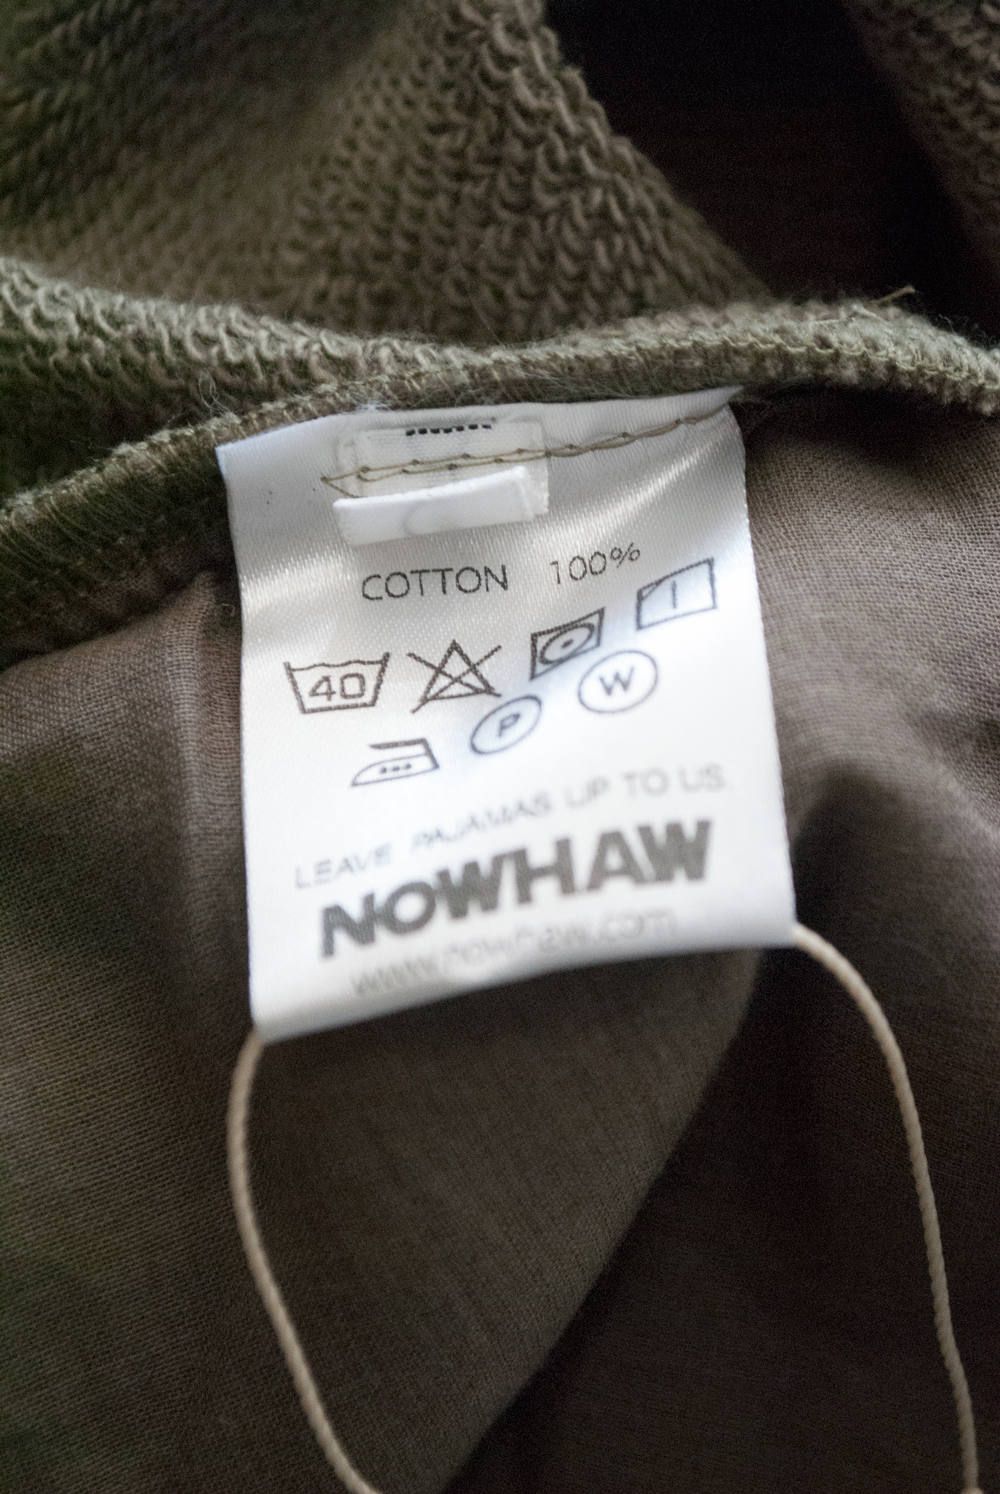 COTTON 100%
40
P W
LEAVE PAJAMAS UP TO US.
NOWHAW
www.nowhaw.com